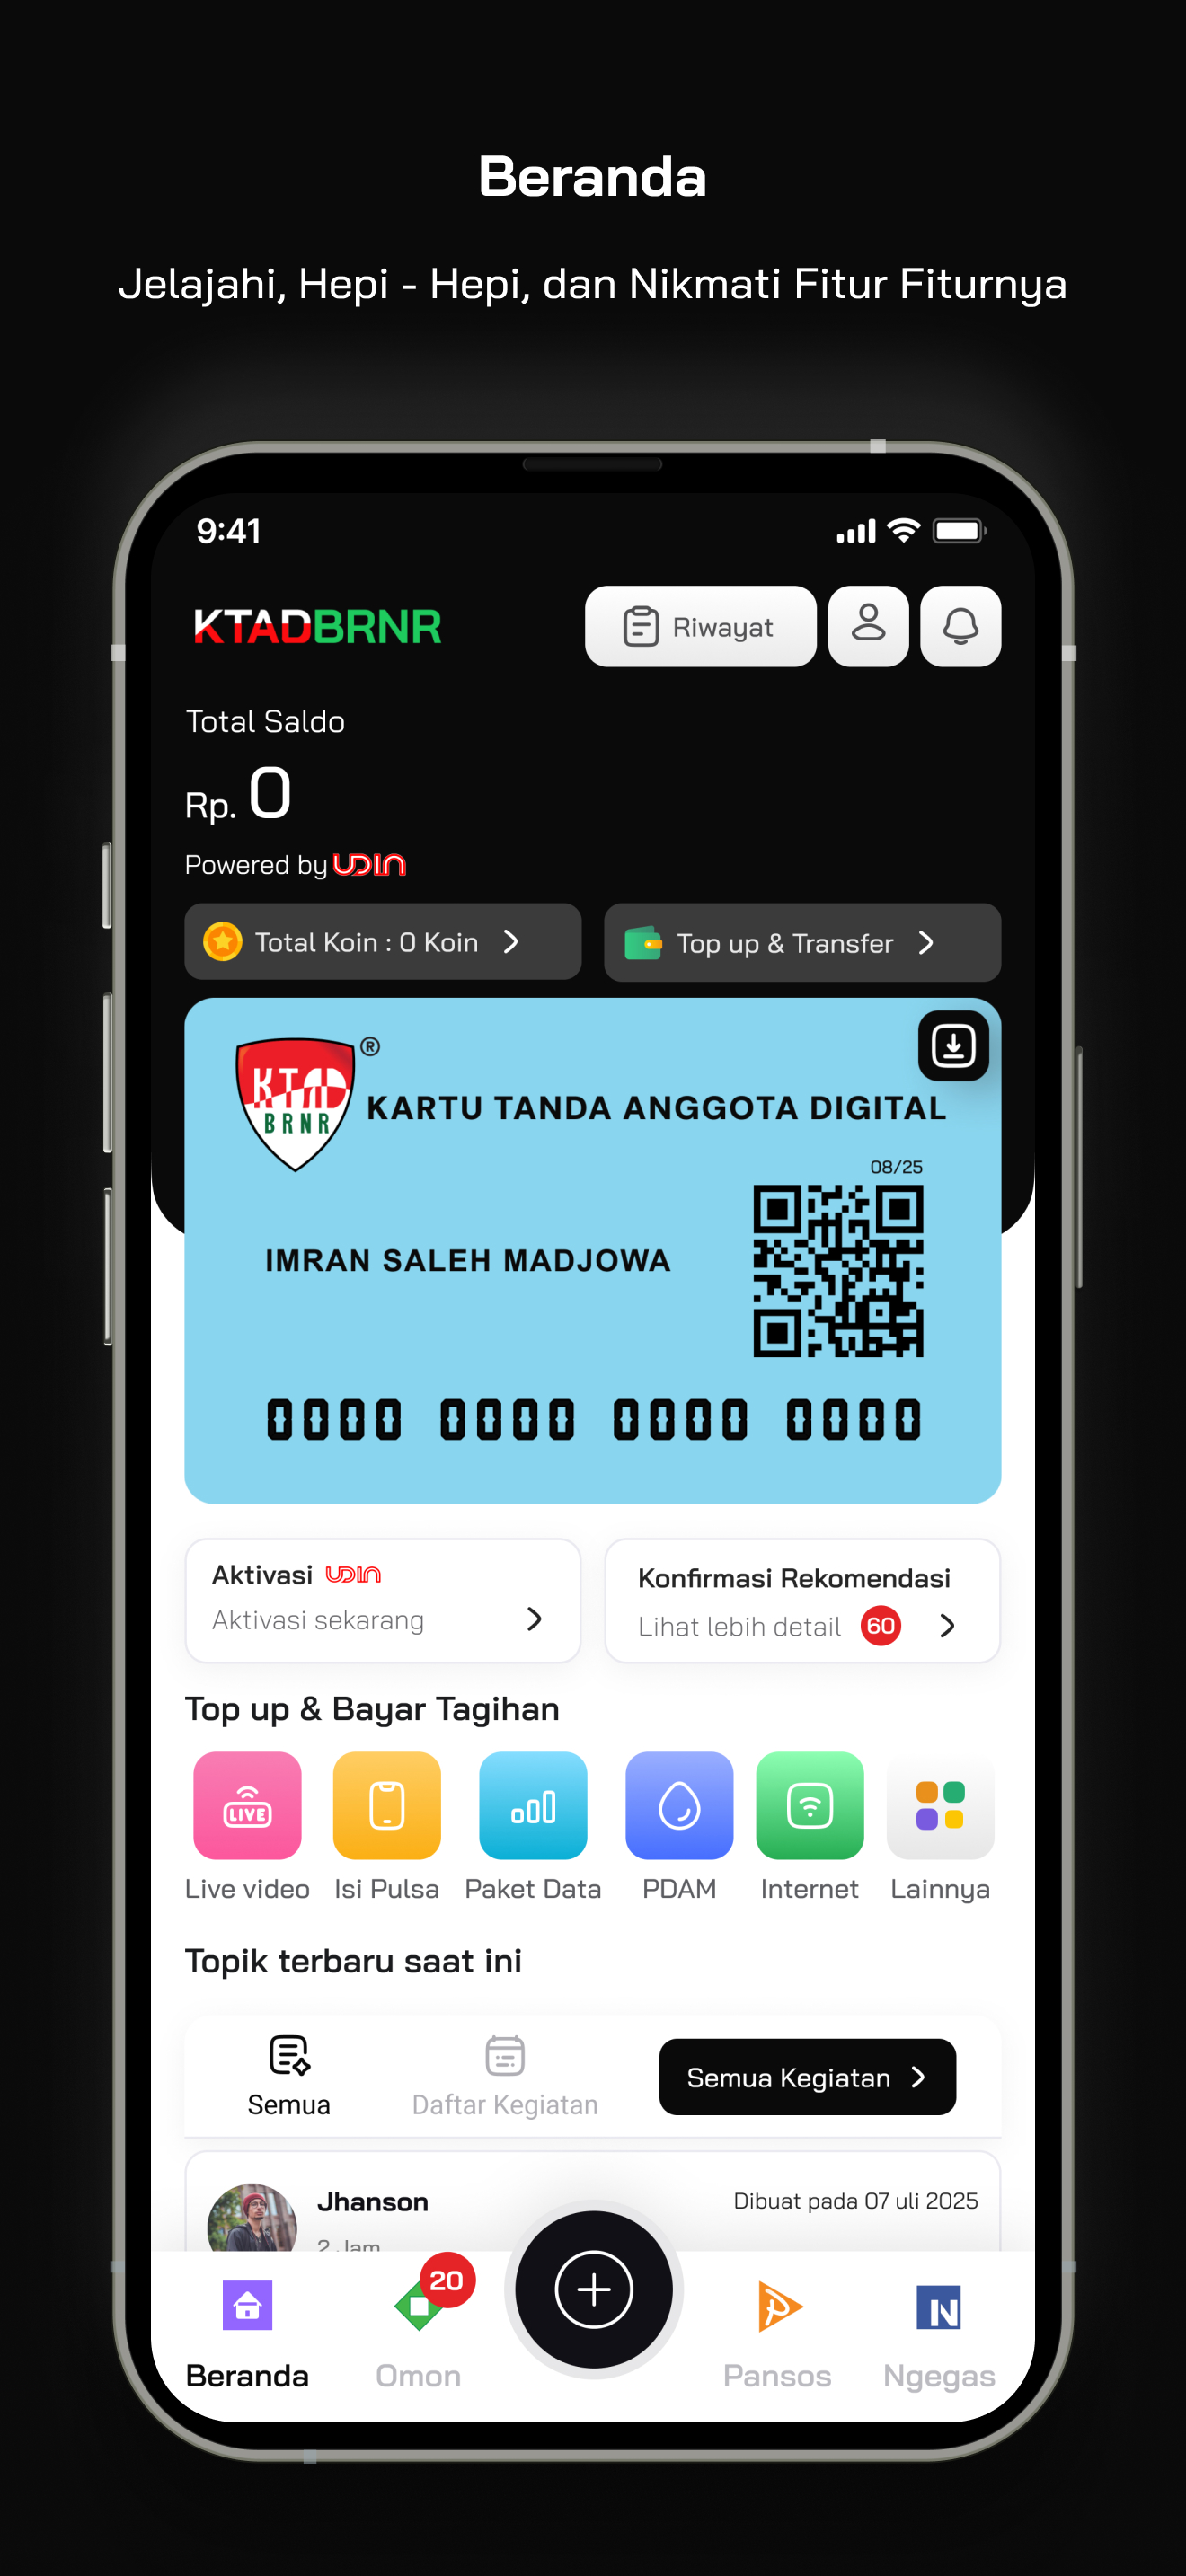 Beranda
Jelajahi, Hepi - Hepi, dan Nikmati Fitur Fiturnya
9:41
KTADBRNR
Riwayat
Total Saldo
Rp. 0
Powered by UDIN
Total Koin : 0 Koin
Top up & Transfer
KTAD
BRNR
®
KARTU TANDA ANGGOTA DIGITAL
08/25
IMRAN SALEH MADJOWA
0000 0000 0000 0000
Aktivasi UDIN
Aktivasi sekarang
Konfirmasi Rekomendasi
Lihat lebih detail 60
Top up & Bayar Tagihan
LIVE
Live video
Isi Pulsa
Paket Data
PDAM
Internet
Lainnya
Topik terbaru saat ini
Semua
Daftar Kegiatan
Semua Kegiatan
Jhanson
Dibuat pada 07 uli 2025
2 Jam
20
N
Beranda
Omon
Pansos
Ngegas